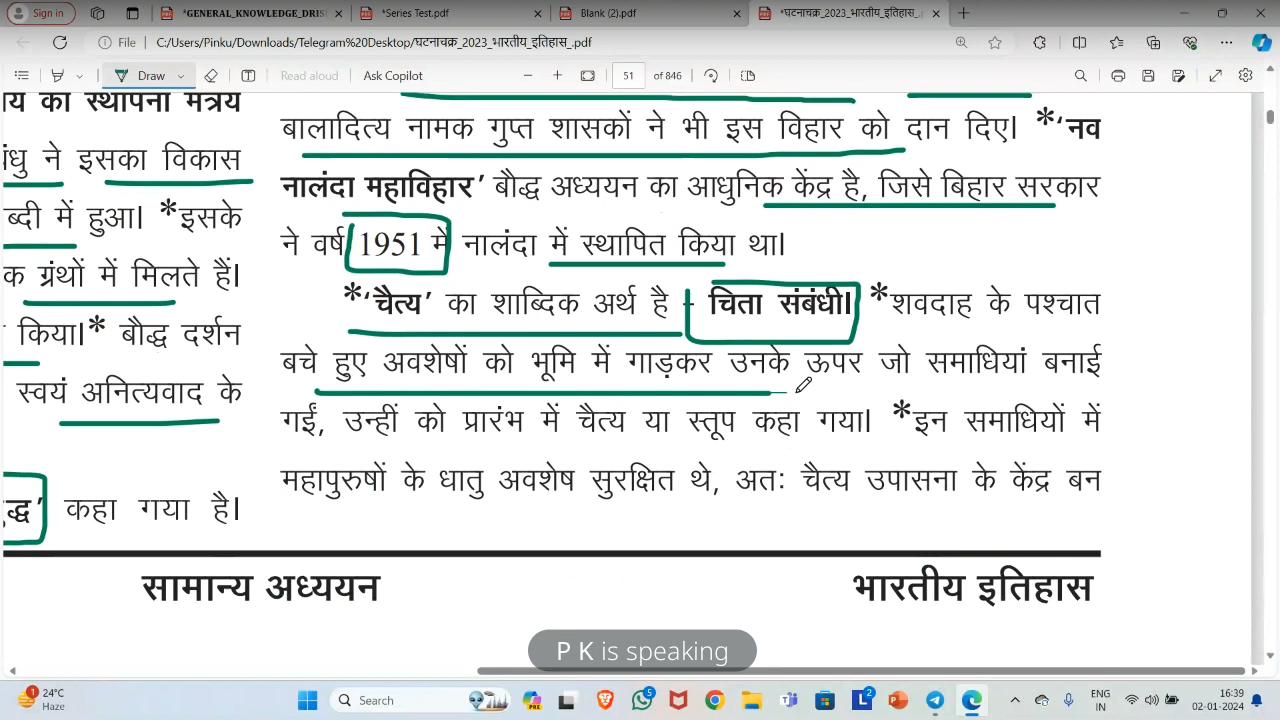 Sign in
*GENERAL_KNOWLEDGE_DRIS
*Series Test.pdf
Blank (2).pdf
*घटनाचक्र_2023_भारतीय_इतिहास_
File
C:/Users/Pinku/Downloads/Telegram%20Desktop/घटनाचक्र_2023_भारतीय_इतिहास_.pdf
Draw
Read aloud
Ask Copilot
51
of 846
का स्थापना मत्रय
ने इसका विकास
में हुआ। *इसके
क ग्रंथों में मिलते हैं।
किया।* बौद्ध दर्शन
स्वयं अनित्यवाद के
कहा गया है।
बालादित्य नामक गुप्त शासकों ने भी इस विहार को दान दिए। *‘नव
नालंदा महाविहार’ बौद्ध अध्ययन का आधुनिक केंद्र है, जिसे बिहार सरकार
ने वर्ष 1951 में नालंदा में स्थापित किया था।
*‘चैत्य’ का शाब्दिक अर्थ है - चिता संबंधी। *शवदाह के पश्चात
बचे हुए अवशेषों को भूमि में गाड़कर उनके ऊपर जो समाधियां बनाई
गईं, उन्हीं को प्रारंभ में चैत्य या स्तूप कहा गया। *इन समाधियों में
महापुरुषों के धातु अवशेष सुरक्षित थे, अतः चैत्य उपासना के केंद्र बन
सामान्य अध्ययन
भारतीय इतिहास
P K is speaking
24°C
Haze
Search
ENG
IN
16:39
02-01-2024